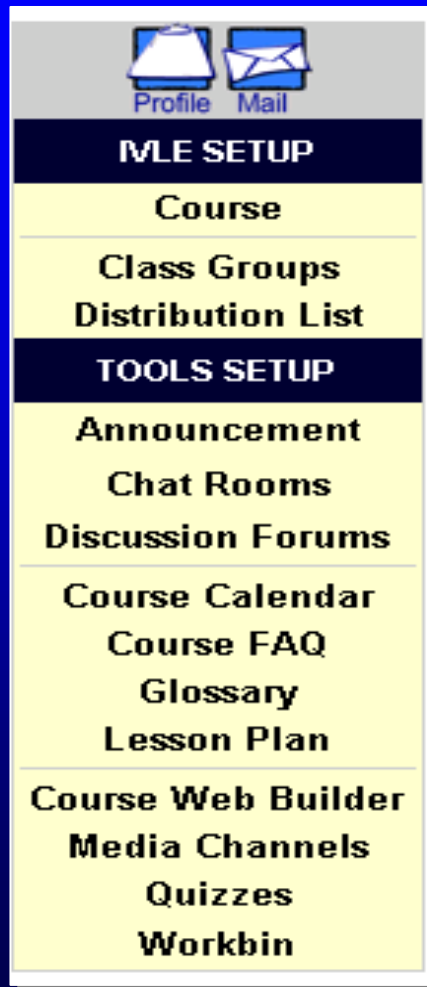 Profile Mail
IVLE SETUP
Course
Class Groups
Distribution List
TOOLS SETUP
Announcement
Chat Rooms
Discussion Forums
Course Calendar
Course FAQ
Glossary
Lesson Plan
Course Web Builder
Media Channels
Quizzes
Workbin